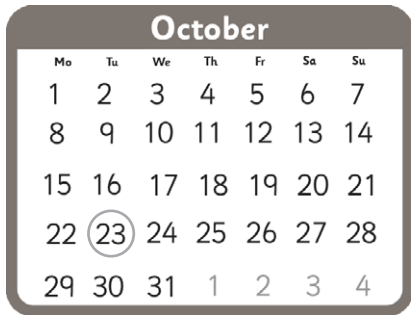 October
Mo Tu We Th Fr Sa Su
1 2 3 4 5 6 7
8 9 10 11 12 13 14
15 16 17 18 19 20 21
22 23 24 25 26 27 28
29 30 31 1 2 3 4